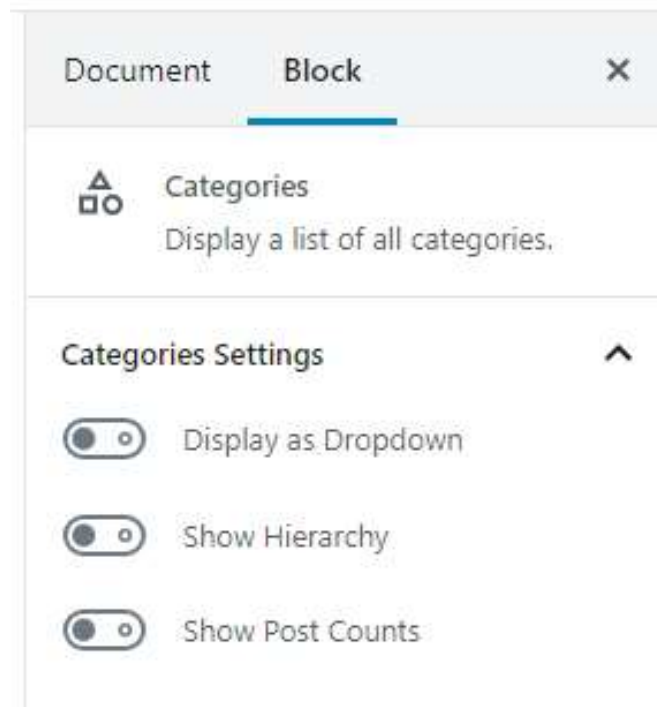 Document Block
Categories
Display a list of all categories.
Categories Settings
Display as Dropdown
Show Hierarchy
Show Post Counts